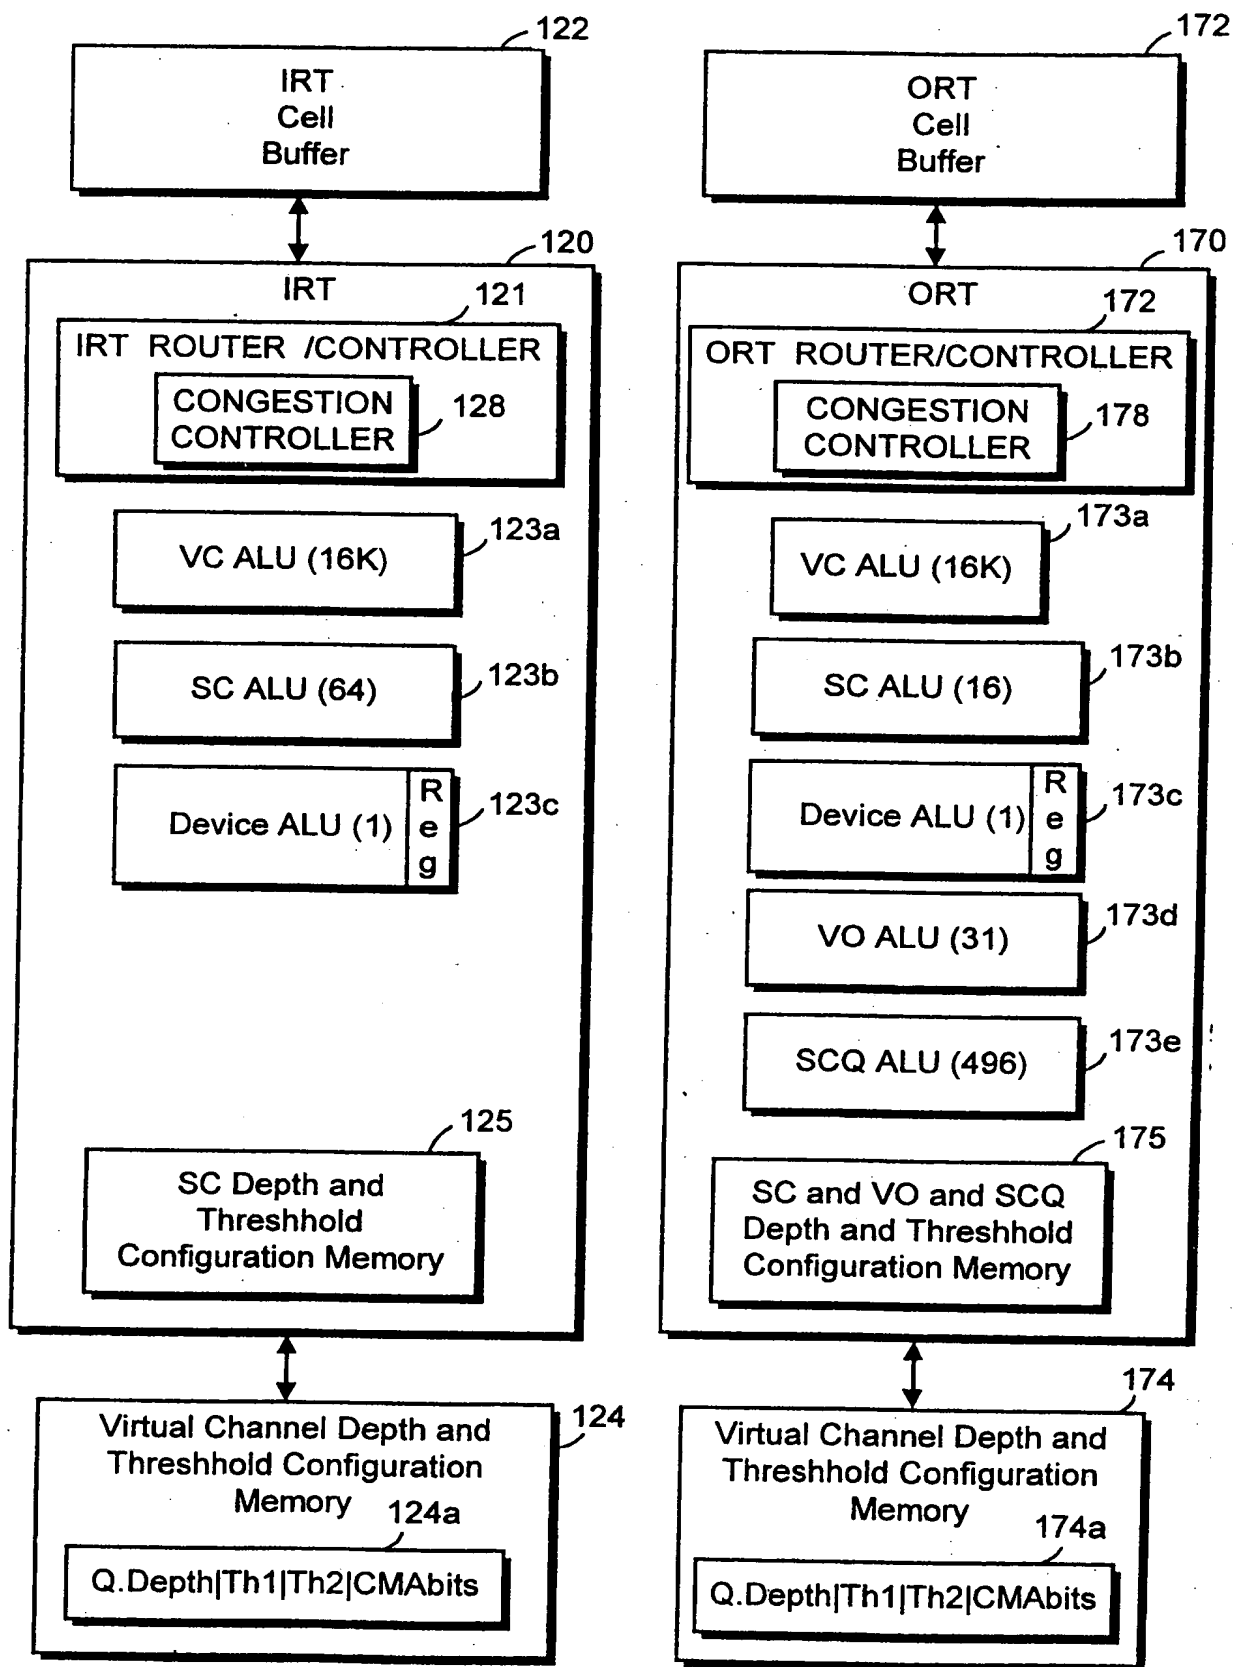 122
IRT
Cell
Buffer
120
IRT
121
IRT ROUTER /CONTROLLER
CONGESTION
CONTROLLER
128
VC ALU (16K)
123a
SC ALU (64)
123b
Device ALU (1)
Reg
123c
125
SC Depth and
Threshhold
Configuration Memory
Virtual Channel Depth and
Threshhold Configuration
Memory
124
124a
Q.Depth|Th1|Th2|CMAbits
172
ORT
Cell
Buffer
170
ORT
172
ORT ROUTER/CONTROLLER
CONGESTION
CONTROLLER
178
173a
VC ALU (16K)
SC ALU (16)
173b
Device ALU (1)
Reg
173c
VO ALU (31)
173d
SCQ ALU (496)
173e
175
SC and VO and SCQ
Depth and Threshhold
Configuration Memory
174
Virtual Channel Depth and
Threshhold Configuration
Memory
174a
Q.Depth|Th1|Th2|CMAbits